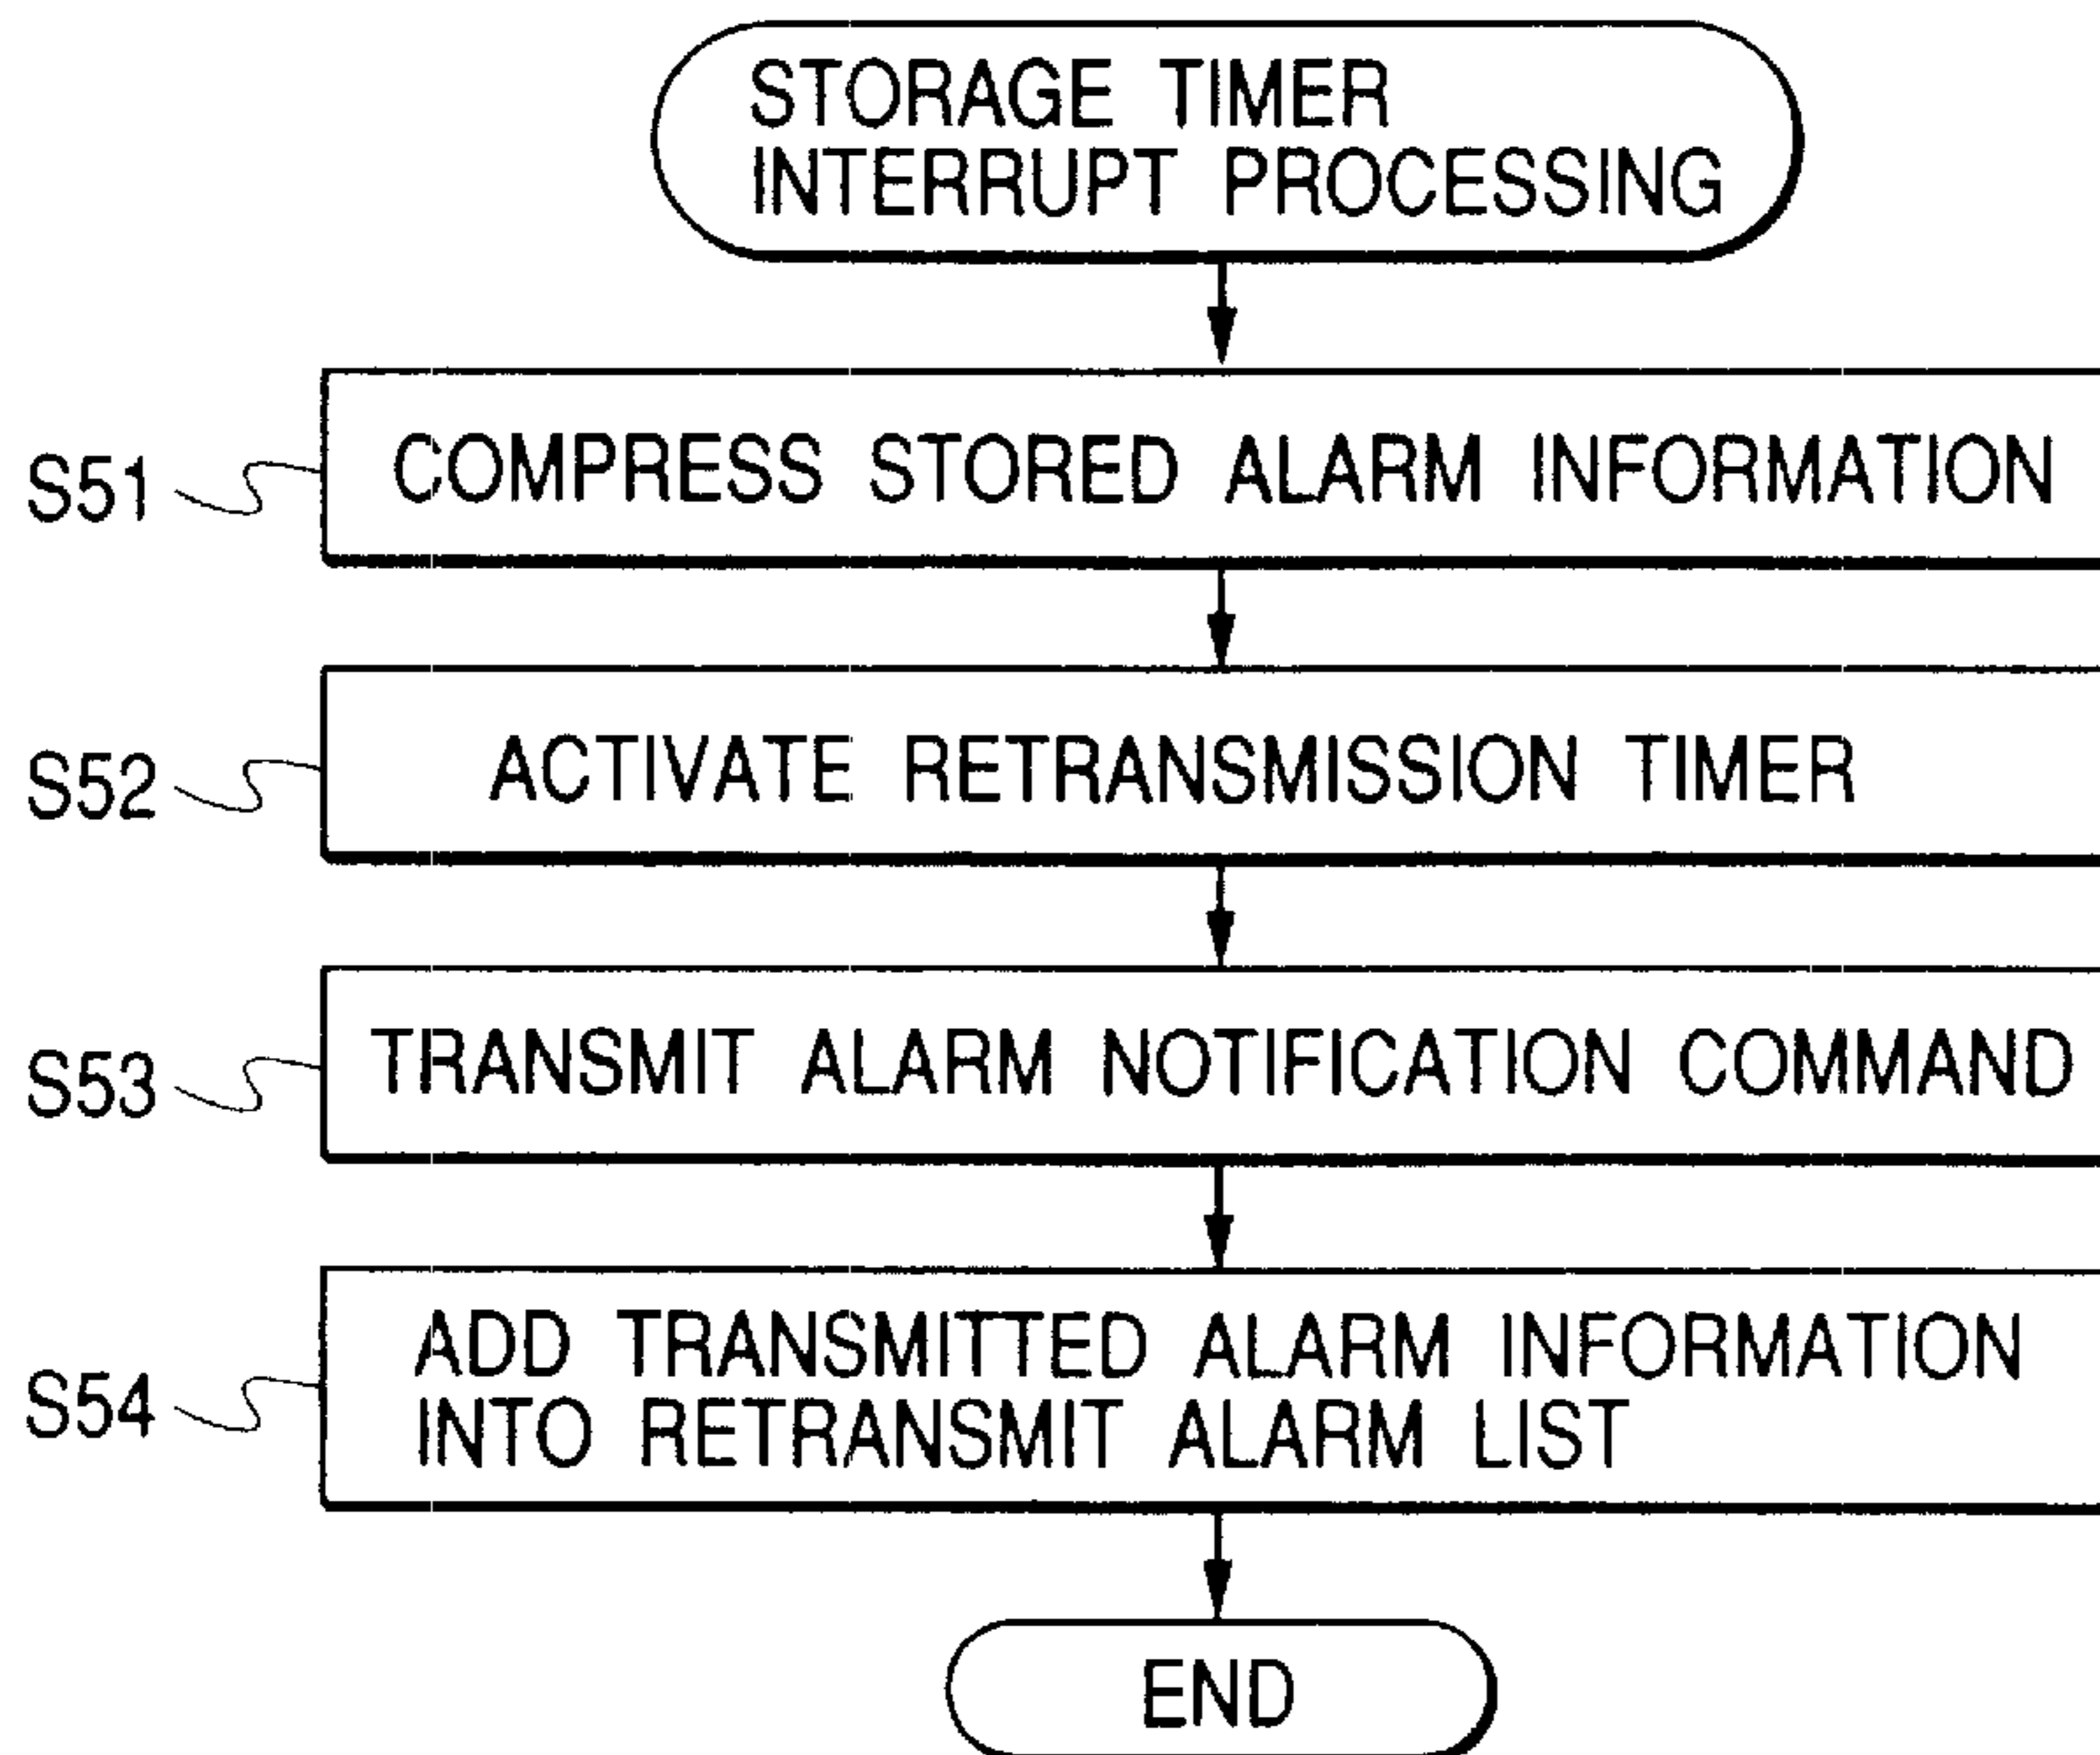 STORAGE TIMER
INTERRUPT PROCESSING
S51
COMPRESS STORED ALARM INFORMATION
S52
ACTIVATE RETRANSMISSION TIMER
S53
TRANSMIT ALARM NOTIFICATION COMMAND
S54
ADD TRANSMITTED ALARM INFORMATION
INTO RETRANSMIT ALARM LIST
END